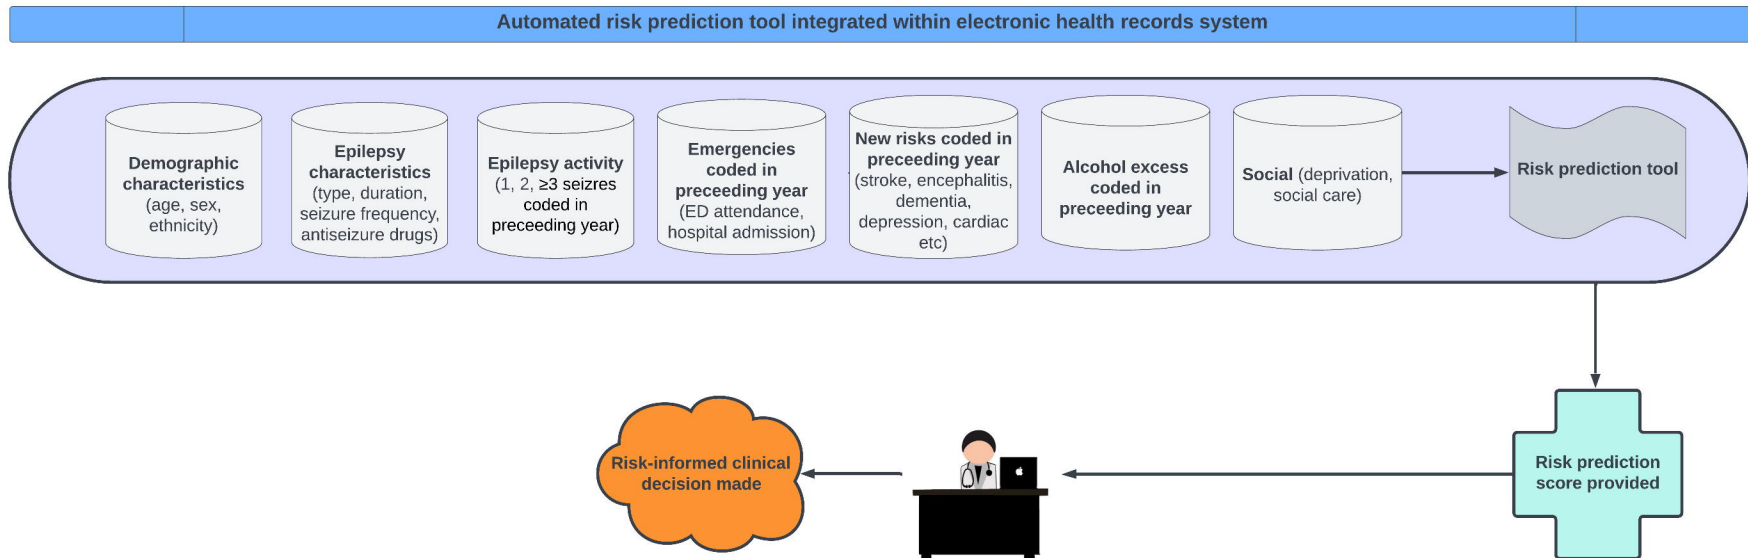 Automated risk prediction tool integrated within electronic health records system
Demographic
characteristics
(age, sex,
ethnicity)
Epilepsy
characteristics
(type, duration,
seizure frequency,
antiseizure drugs)
Epilepsy activity
(1, 2, ≥3 seizres
coded in
preceeding year)
Emergencies
coded in
preceeding year
(ED attendance,
hospital admission)
New risks coded in
preceeding year
(stroke, encephalitis,
dementia,
depression, cardiac
etc)
Alcohol excess
coded in
preceeding year
Social (deprivation,
social care)
Risk prediction tool
Risk-informed clinical
decision made
Risk prediction
score provided